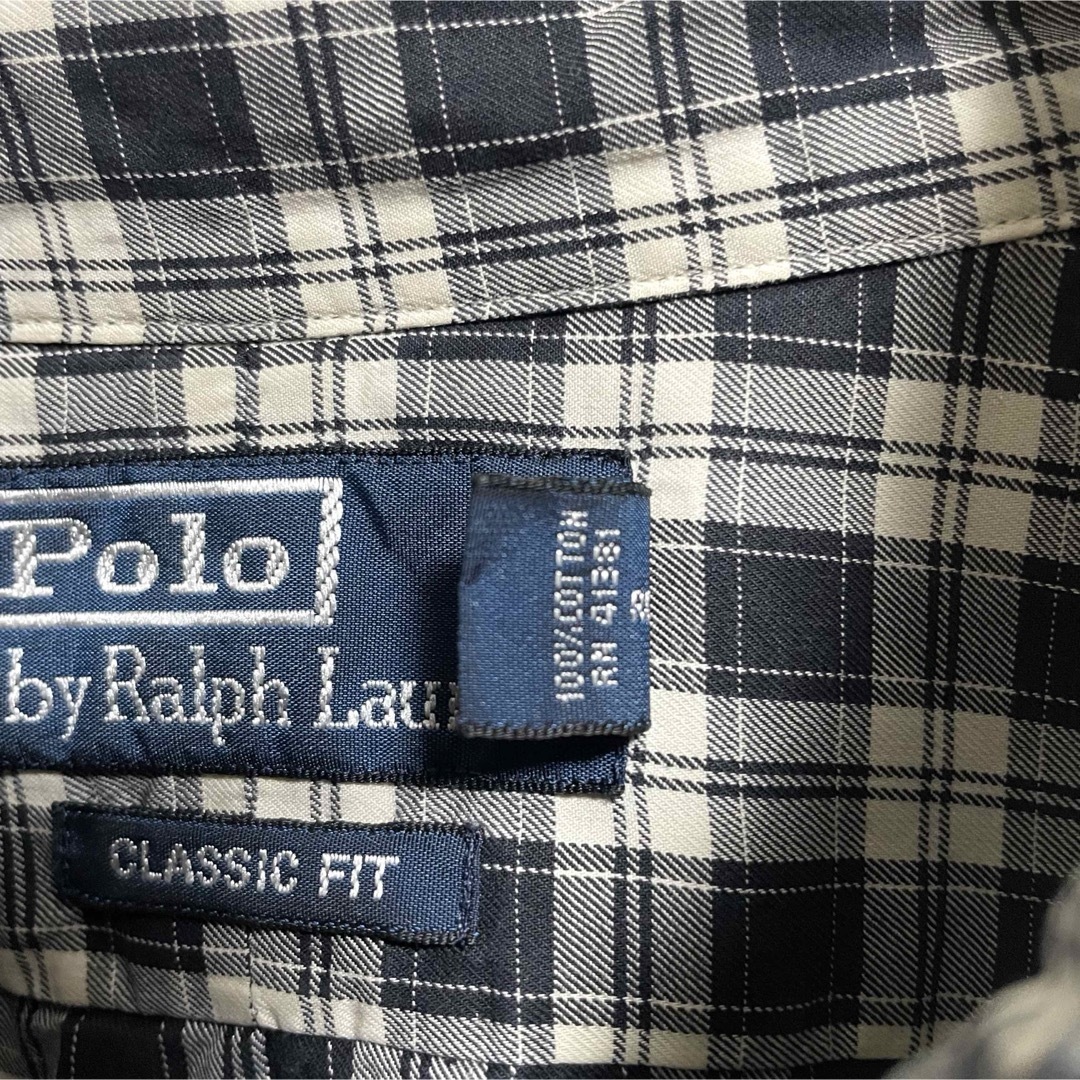 Polo
by Ralph Lau
100% COTTON
RN 41381
CLASSIC FIT